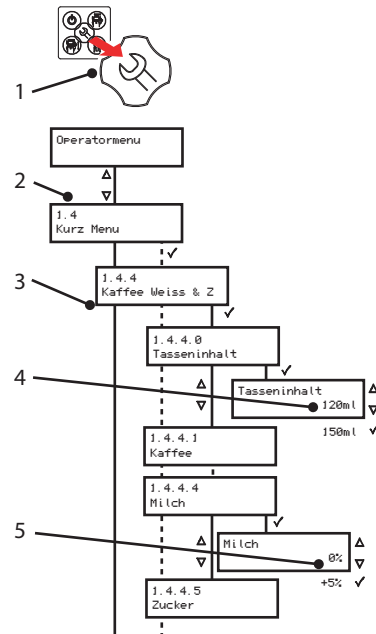 1
Operatormenu
2
1.4
Kurz Menu
3
1.4.4
Kaffee Weiss & Z
1.4.4.0
Tasseninhalt
4
Tasseninhalt
120ml
150ml
1.4.4.1
Kaffee
1.4.4.4
Milch
5
Milch
0%
+5%
1.4.4.5
Zucker